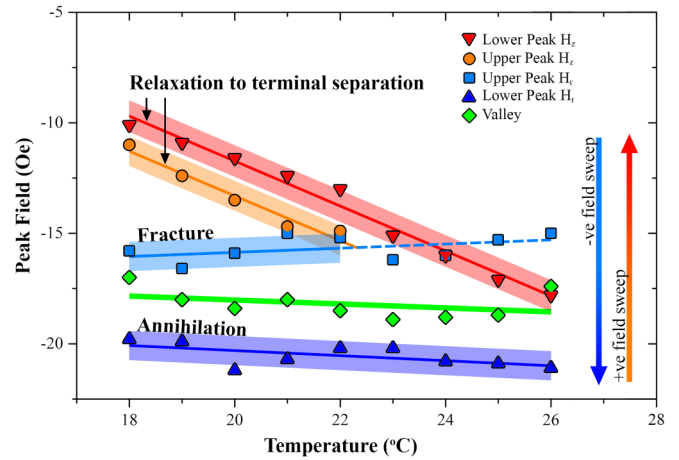 -5
-10
-15
-20
Peak Field (Oe)
Lower Peak Hz
Upper Peak Hz
Upper Peak Hr
Lower Peak Hr
Valley
Relaxation to terminal separation
Fracture
Annihilation
-ve field sweep
+ve field sweep
18 20 22 24 26 28
Temperature (°C)